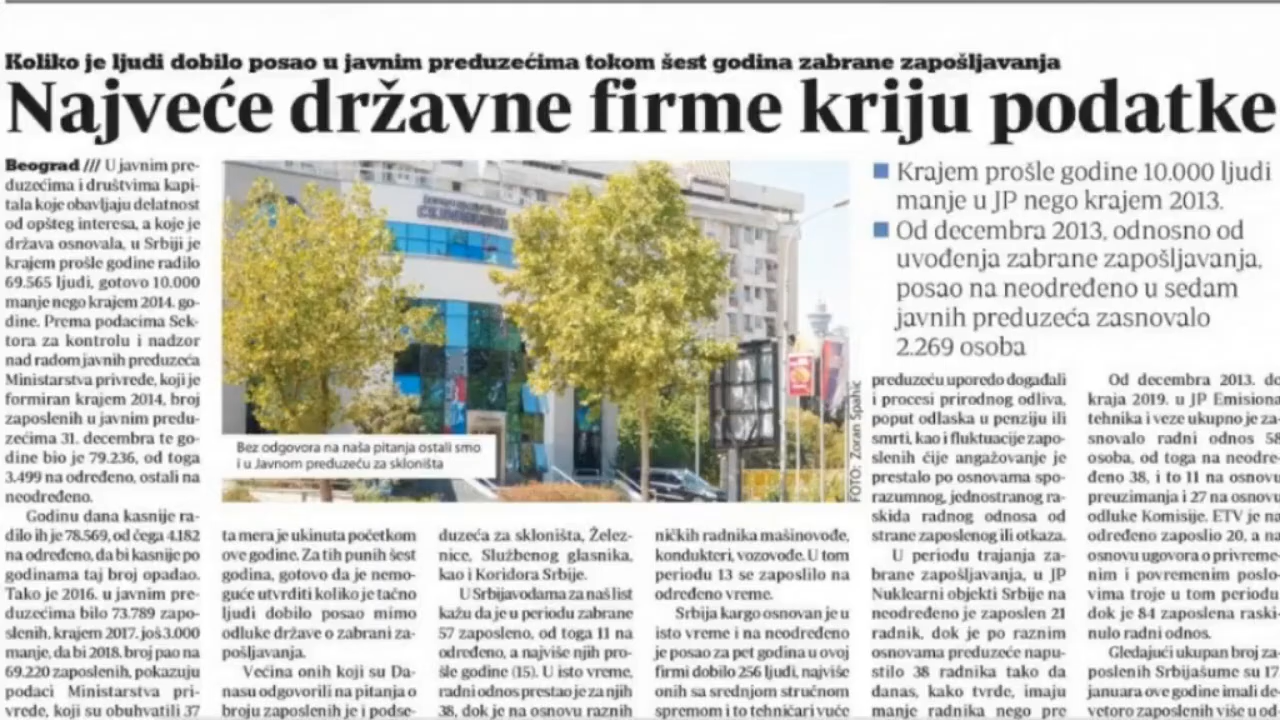 Koliko je ljudi dobilo posao u javnim preduzećima tokom šest godina zabrane zapošljavanja
Najveće državne firme kriju podatke
Beograd /// U javnim pre-
duzećima i društvima kapi-
tala koje obavljaju delatnost
od opšteg interesa, a koje je
država osnovala, u Srbiji je
krajem prošle godine radilo
69.565 ljudi, gotovo 10.000
manje nego krajem 2014. go-
dine. Prema podacima Sek-
tora za kontrolu i nadzor
nad radom javnih preduzeća
Ministarstva privrede, koji je
formiran krajem 2014, broj
zaposlenih u javnim predu-
zećima 31. decembra te go-
dine bio je 79.236, od toga
3.499 na određeno, ostali na
neodređeno.
Godinu dana kasnije ra-
dilo ih je 78.569, od čega 4.182
na određeno, da bi kasnije po
godinama taj broj opadao.
Tako je 2016. u javnim pre-
duzećima bilo 73.789 zapo-
slenih, krajem 2017. još 3.000
manje, da bi 2018. broj pao na
69.220 zaposlenih, pokazuju
podaci Ministarstva pri-
vrede, koji su obuhvatili 37
Bez odgovora na naša pitanja ostali smo
i u Javnom preduzeću za skloništa
FOTO: Zoran Spahić
ta mera je ukinuta početkom
ove godine. Za tih punih šest
godina, gotovo da je nemo-
guće utvrditi koliko je tačno
ljudi dobilo posao mimo
odluke države o zabrani za-
pošljavanja.
Većina onih koji su Da-
nasu odgovorili na pitanja o
broju zaposlenih je i podse-
duzeća za skloništa, Želez-
nice, Službenog glasnika,
kao i Koridora Srbije.
U Srbijavodama za naš list
kažu da je u periodu zabrane
57 zaposleno, od toga 11 na
određeno, a najviše njih pro-
šle godine (15). U isto vreme,
radni odnos prestao je za njih
38, dok je na osnovu raznih
ničkih radnika mašinovođe,
kondukteri, vozovođe. U tom
periodu 13 se zaposlilo na
određeno vreme.
Srbija kargo osnovan je u
isto vreme i na neodređeno
je posao za pet godina u ovoj
firmi dobilo 256 ljudi, najviše
onih sa srednjom stručnom
spremom i to tehničari vuče
Krajem prošle godine 10.000 ljudi
manje u JP nego krajem 2013.
Od decembra 2013, odnosno od
uvođenja zabrane zapošljavanja,
posao na neodređeno u sedam
javnih preduzeća zasnovalo
2.269 osoba
preduzeću uporedo događali
i procesi prirodnog odliva,
poput odlaska u penziju ili
smrti, kao i fluktuacije zapo-
slenih čije angažovanje je
prestalo po osnovama spo-
razumnog, jednostranog ra-
skida radnog odnosa od
strane zaposlenog ili otkaza.
U periodu trajanja za-
brane zapošljavanja, u JP
Nuklearni objekti Srbije na
neodređeno je zaposlen 21
radnik, dok je po raznim
osnovama preduzeće napu-
stilo 38 radnika tako da
danas, kako tvrde, imaju
manje radnika nego pre
Od decembra 2013. do
kraja 2019. u JP Emisiona
tehnika i veze ukupno je za-
snovalo radni odnos 58
osoba, od toga na neodre-
đeno 38, i to 11 na osnovu
preuzimanja i 27 na osnovu
odluke Komisije. ETV je na
određeno zaposlio 20, a na
osnovu ugovora o privreme-
nim i povremenim poslo-
vima troje u tom periodu
dok je 84 zaposlena raski-
nulo radni odnos.
Gledajući ukupan broj za-
poslenih Srbijašume su 17.
januara ove godine imali de-
vetoro zaposlenih više u od-